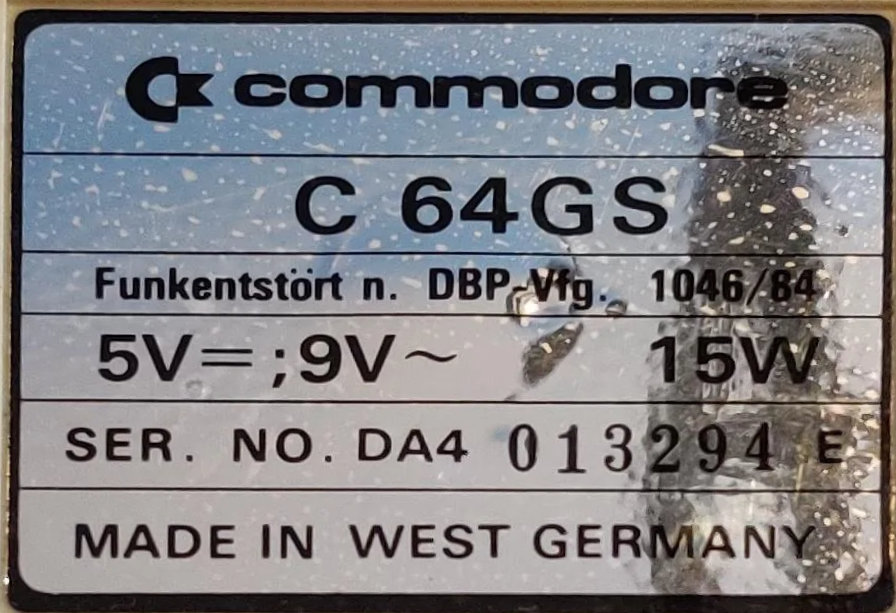 commodore
C 64GS
Funkentstört n. DBP-Vfg. 1046/84
5V⎓;9V~ 15W
SER. NO. DA4 013294 E
MADE IN WEST GERMANY